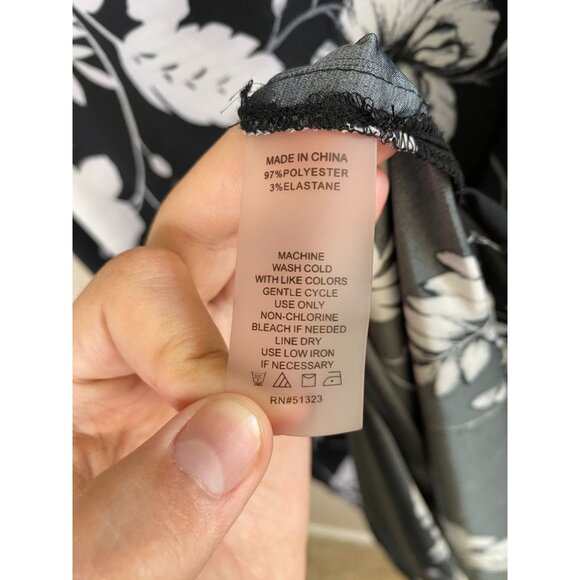 MADE IN CHINA
97%POLYESTER
3%ELASTANE
MACHINE
WASH COLD
WITH LIKE COLORS
GENTLE CYCLE
USE ONLY
NON-CHLORINE
BLEACH IF NEEDED
LINE DRY
USE LOW IRON
IF NECESSARY
RN#51323